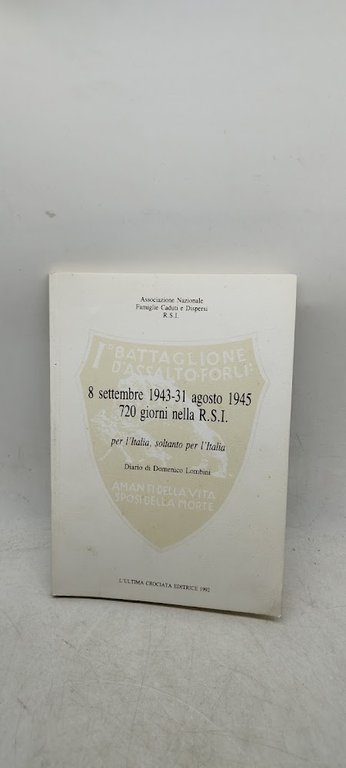 Associazione Nazionale
Famiglie Caduti e Dispersi
R.S.I.
I° BATTAGLIONE
D'ASSALTO·FORLÌ·
8 settembre 1943-31 agosto 1945
720 giorni nella R.S.I.
per l'Italia, soltanto per l'Italia
Diario di Domenico Lombini
AMANTI DELLA VITA
SPOSI DELLA MORTE
L'ULTIMA CROCIATA EDITRICE 1992